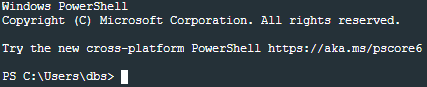 Windows PowerShell
Copyright (C) Microsoft Corporation. All rights reserved.
Try the new cross-platform PowerShell https://aka.ms/pscore6
PS C:\Users\dbs>